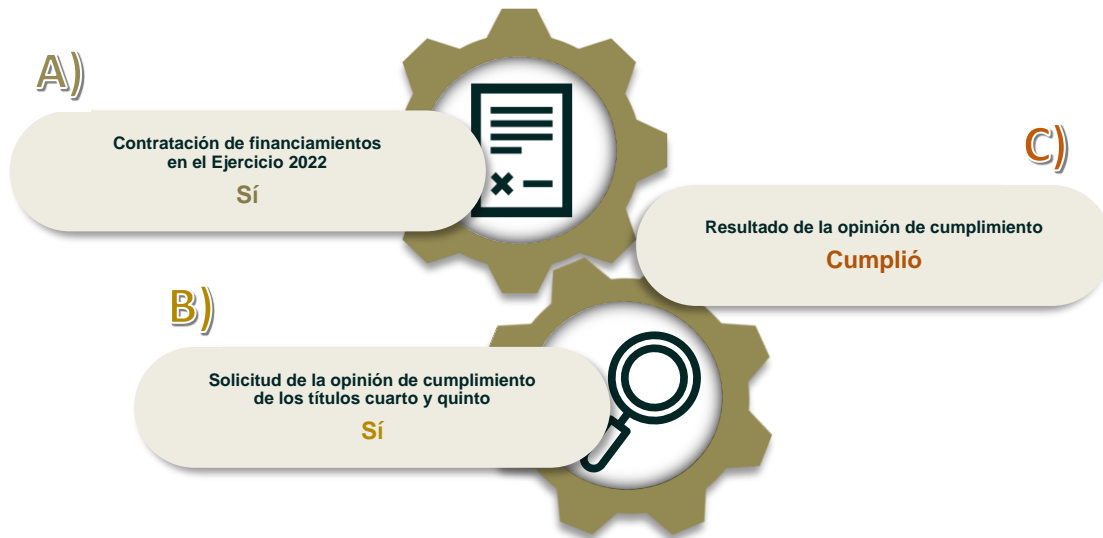 A)
Contratación de financiamientos
en el Ejercicio 2022
Sí
B)
Solicitud de la opinión de cumplimiento
de los títulos cuarto y quinto
Sí
C)
Resultado de la opinión de cumplimiento
Cumplió